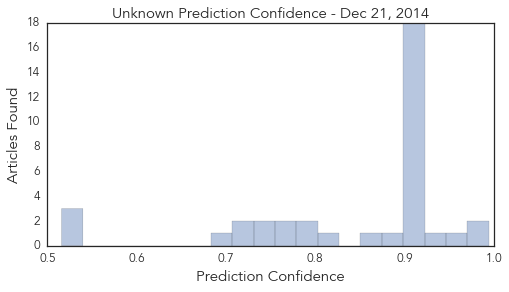 Unknown Prediction Confidence - Dec 21, 2014
Articles Found
18
16
14
12
10
8
6
4
2
0
0.5 0.6 0.7 0.8 0.9 1.0
Prediction Confidence